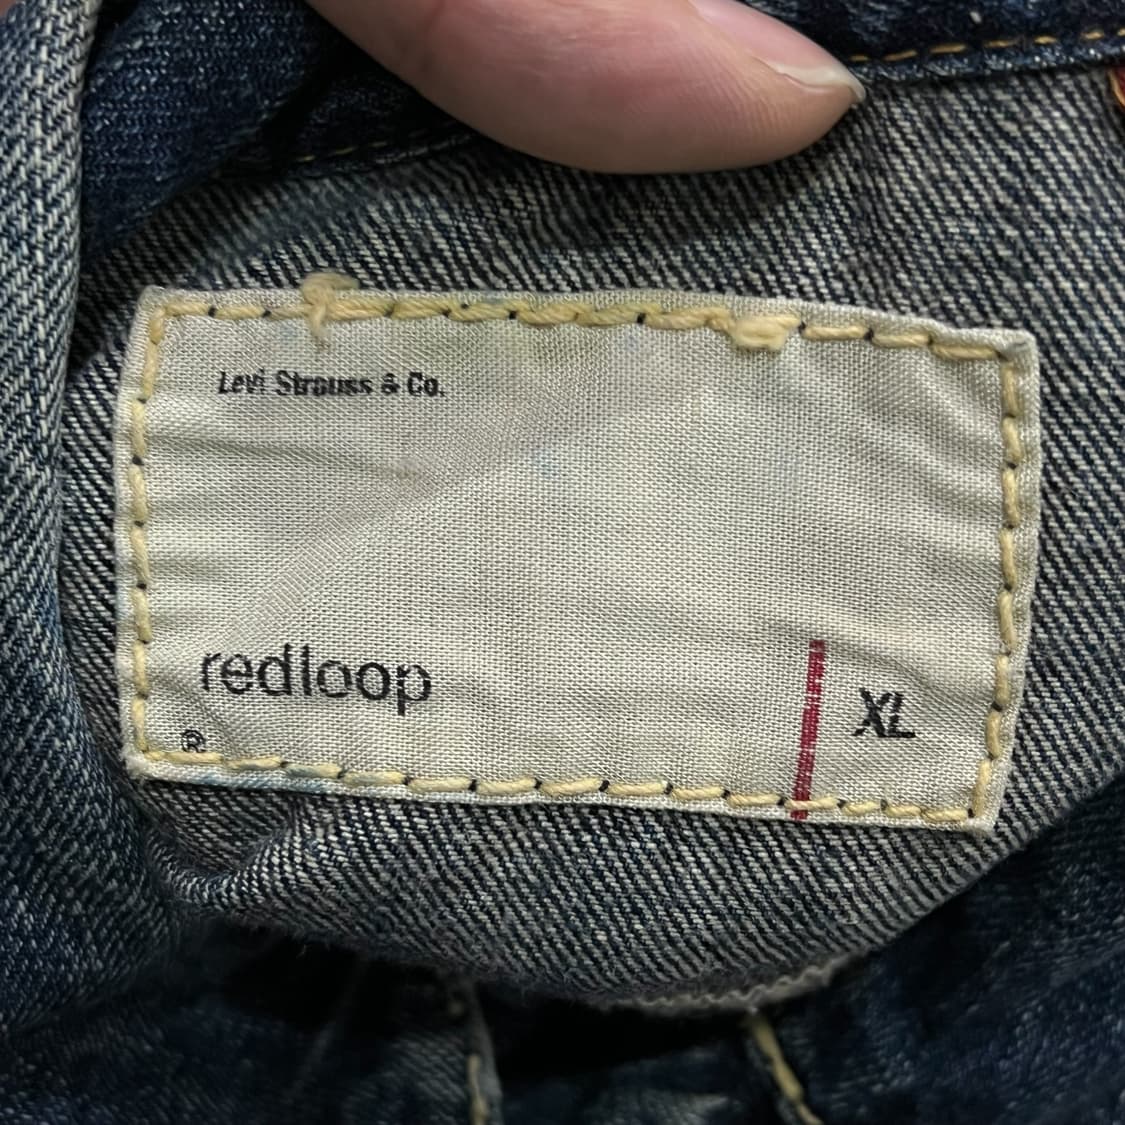 Levi Strauss & Co.
redloop
XL
®